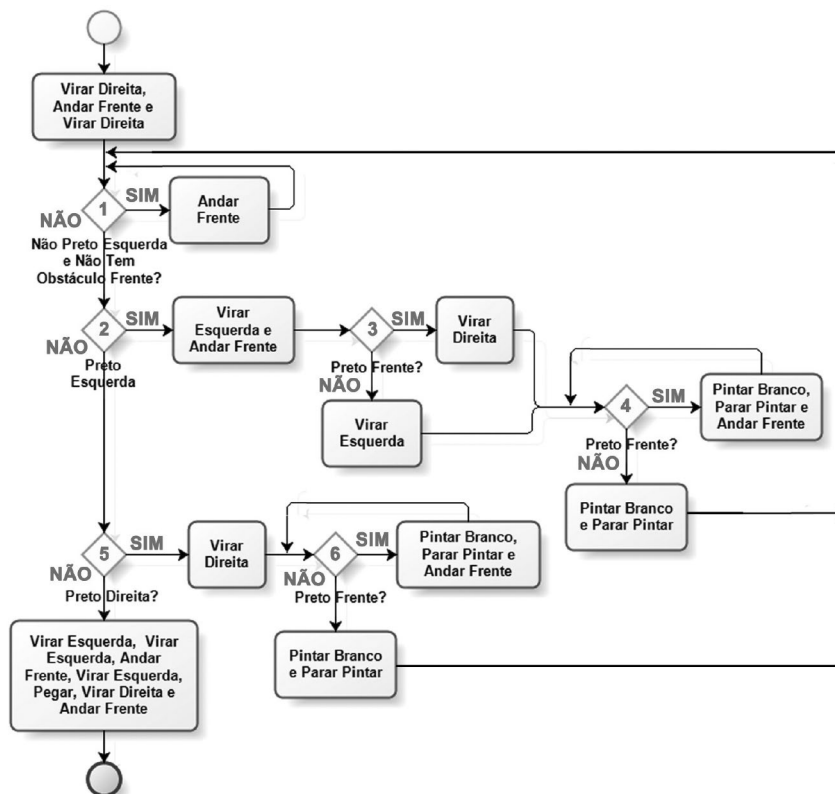 Virar Direita,
Andar Frente e
Virar Direita
1
SIM
NÃO
Andar
Frente
Não Preto Esquerda
e Não Tem
Obstáculo Frente?
2
SIM
NÃO
Preto
Esquerda
Virar
Esquerda e
Andar Frente
3
SIM
Preto Frente?
NÃO
Virar
Direita
Virar
Esquerda
4
SIM
Preto Frente?
NÃO
Pintar Branco,
Parar Pintar e
Andar Frente
Pintar Branco
e Parar Pintar
5
SIM
NÃO
Preto Direita?
Virar
Direita
6
SIM
NÃO
Preto Frente?
Pintar Branco,
Parar Pintar e
Andar Frente
Pintar Branco
e Parar Pintar
Virar Esquerda, Virar
Esquerda, Andar
Frente, Virar Esquerda,
Pegar, Virar Direita e
Andar Frente